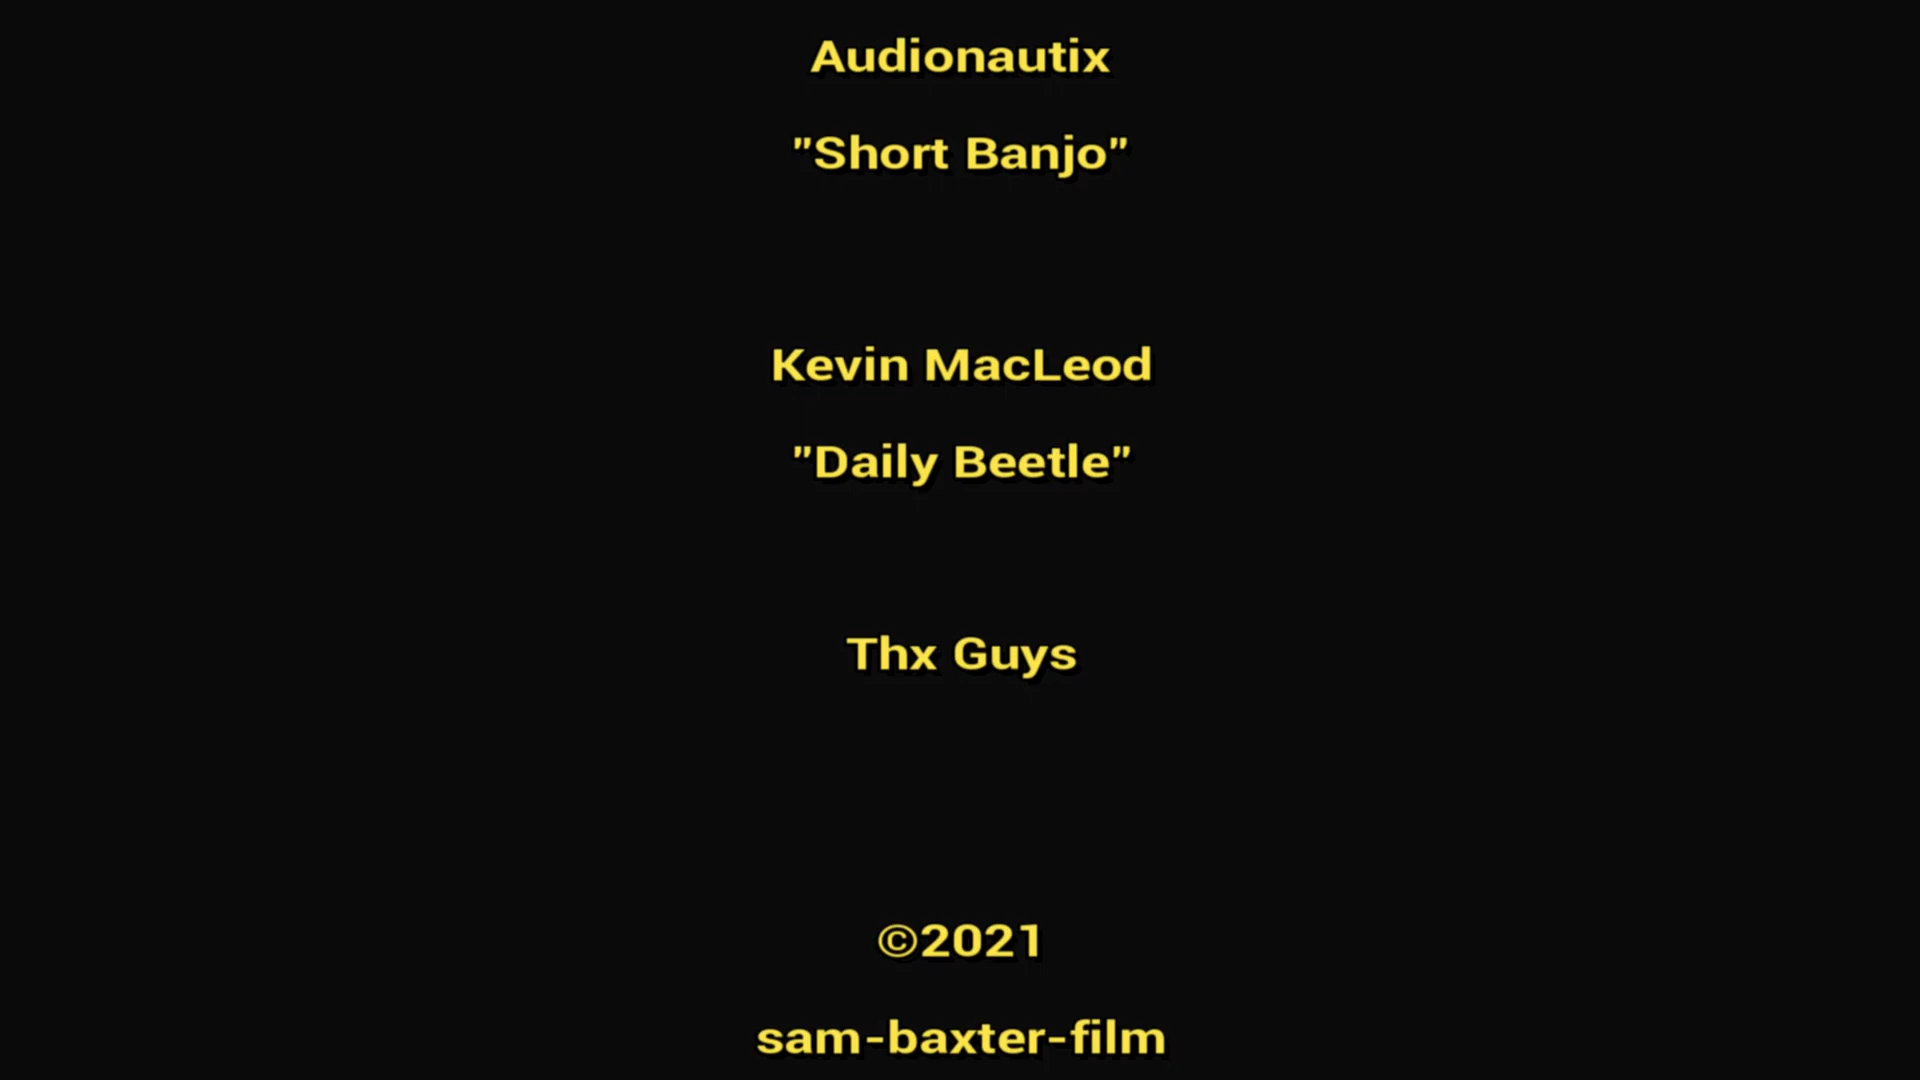 Audionautix
"Short Banjo"
Kevin MacLeod
"Daily Beetle"
Thx Guys
©2021
sam-baxter-film